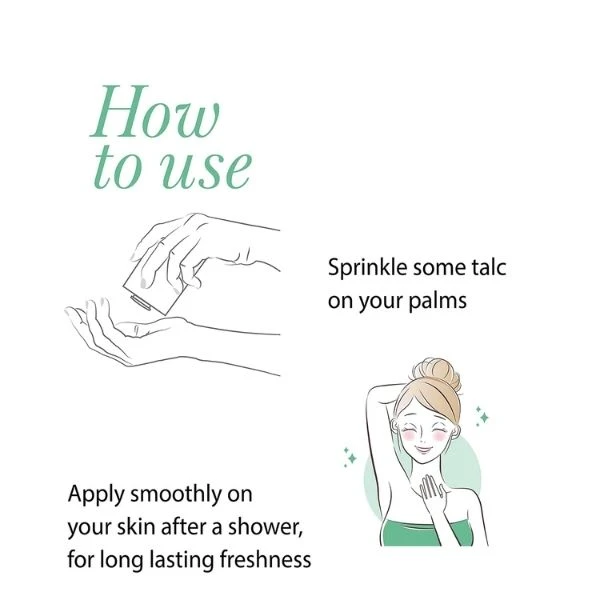 How
to use
Sprinkle some talc
on your palms
Apply smoothly on
your skin after a shower,
for long lasting freshness